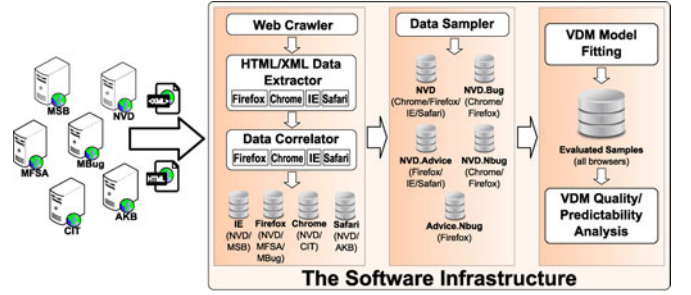 MSB
NVD
MFSA
MBug
CIT
AKB
HTML
Web Crawler
HTML/XML Data
Extractor
Firefox Chrome IE Safari
Data Correlator
Firefox Chrome IE Safari
IE
(NVD/
MSB)
Firefox
(NVD/
MFSA/
MBug)
Chrome
(NVD/
CIT)
Safari
(NVD/
AKB)
Data Sampler
NVD
(Chrome/Firefox/
IE/Safari)
NVD.Bug
(Chrome/
Firefox)
NVD.Advice
(Firefox/
IE/Safari)
NVD.Nbug
(Chrome/
Firefox)
Advice.Nbug
(Firefox)
VDM Model
Fitting
Evaluated Samples
(all browsers)
VDM Quality/
Predictability
Analysis
The Software Infrastructure